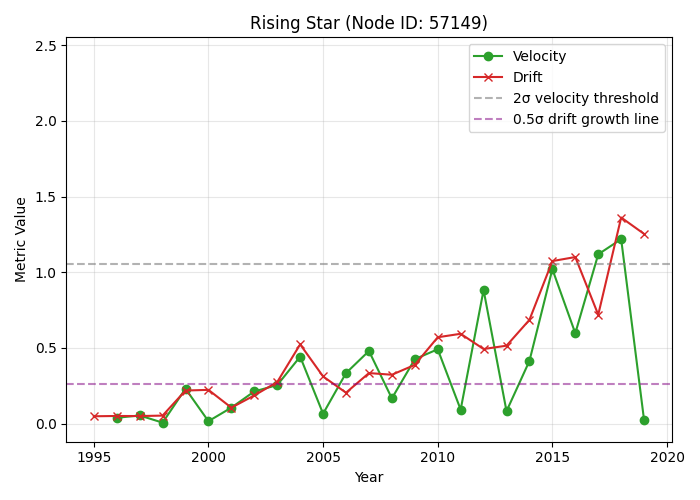 Rising Star (Node ID: 57149)
Velocity
Drift
2σ velocity threshold
0.5σ drift growth line
Metric Value
2.5
2.0
1.5
1.0
0.5
0.0
1995 2000 2005 2010 2015 2020
Year